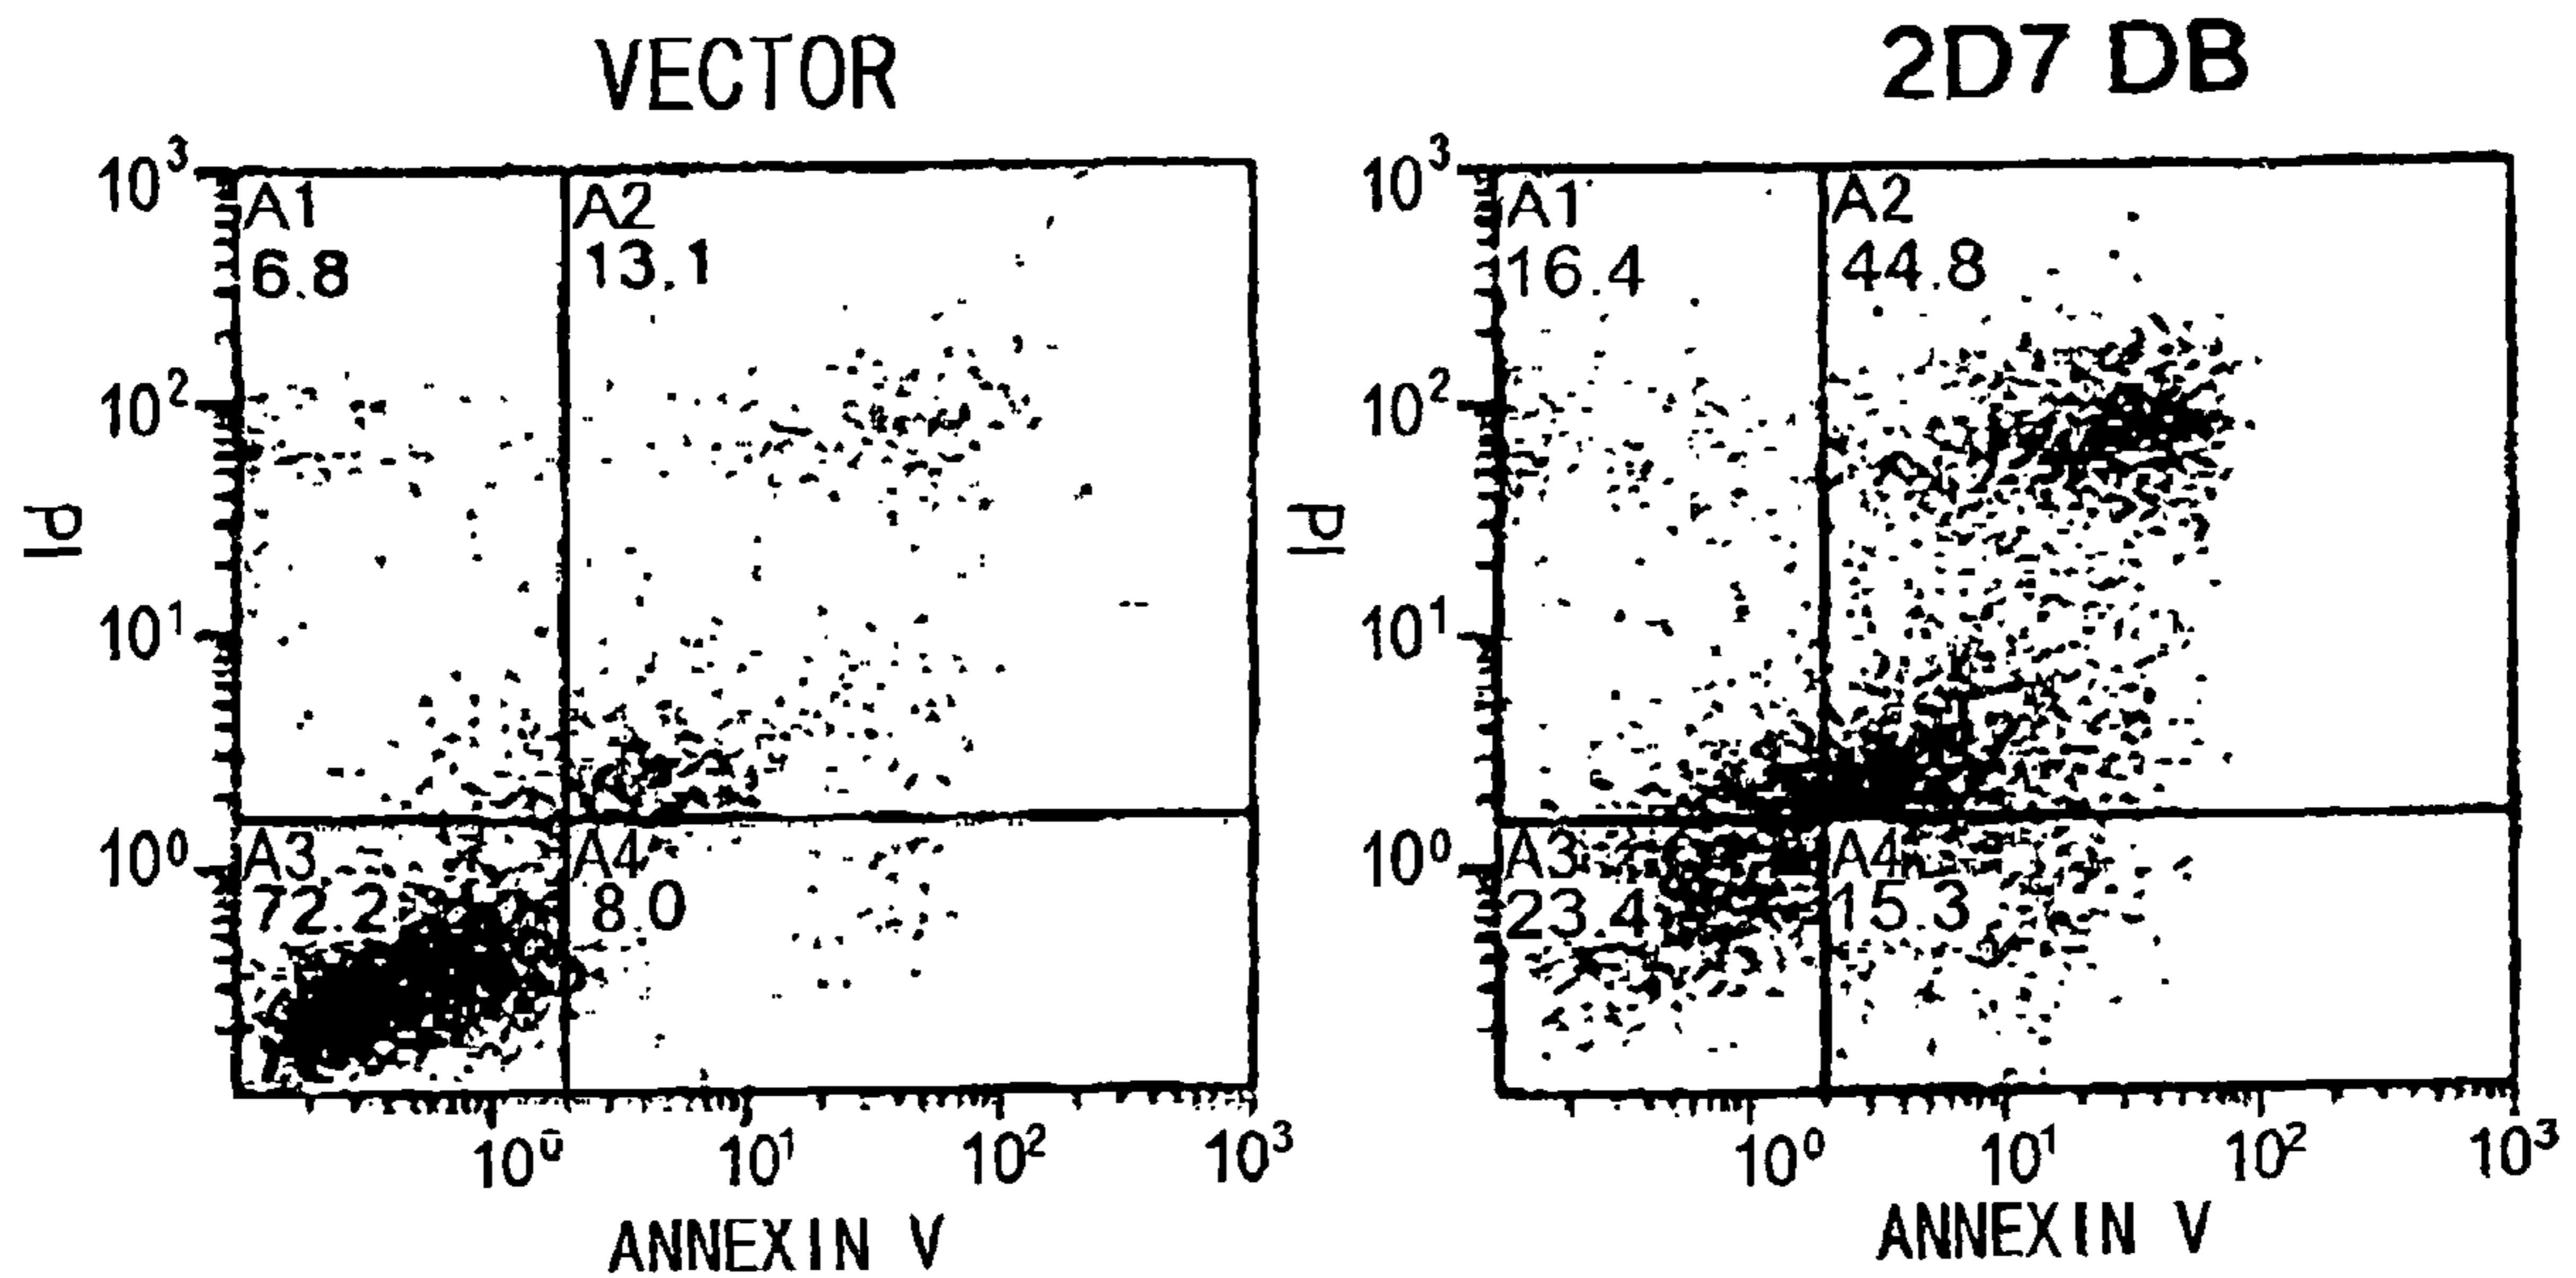 VECTOR
10³
A1
6.8
A2
13.1
10²
PI
10¹
10⁰
A3
72.2
A4
8.0
10⁰
10¹
10²
10³
ANNEXIN V
2D7 DB
10³
A1
16.4
A2
44.8
10²
PI
10¹
10⁰
A3
23.4
A4
15.3
10⁰
10¹
10²
10³
ANNEXIN V